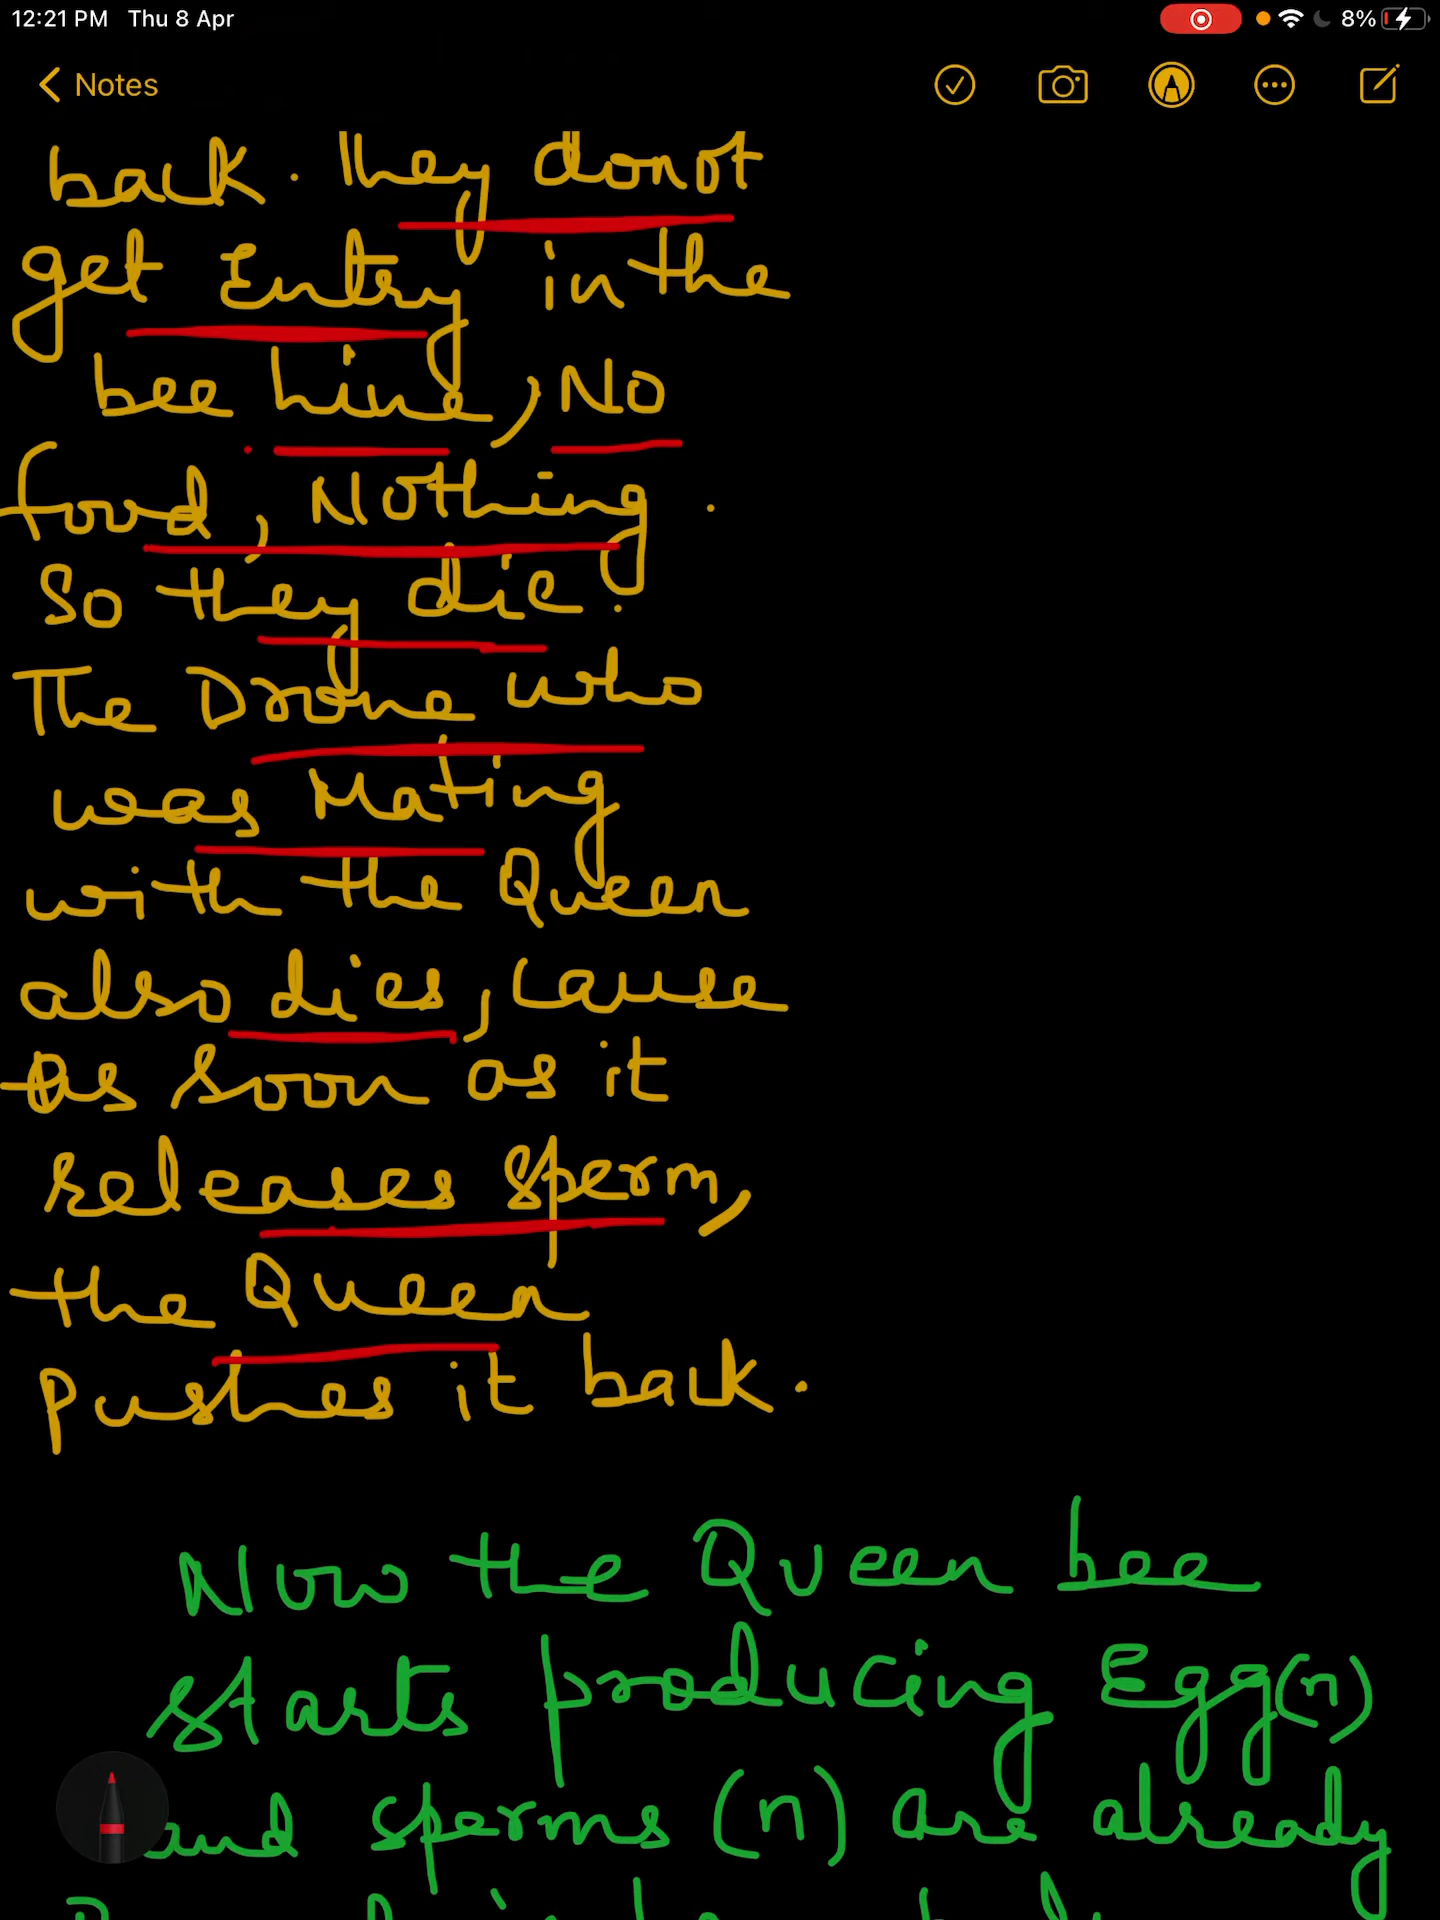 12:21 PM Thu 8 Apr 8%
Notes
back. They donot
get Entry in the
bee hive, No
food, Nothing.
So they die.
The Drone who
was Mating
with the Queen
also dies, cause
As soon as it
releases sperm,
the Queen
pushes it back.
Now the Queen bee
starts producing Egg(n)
and sperms (n) are already